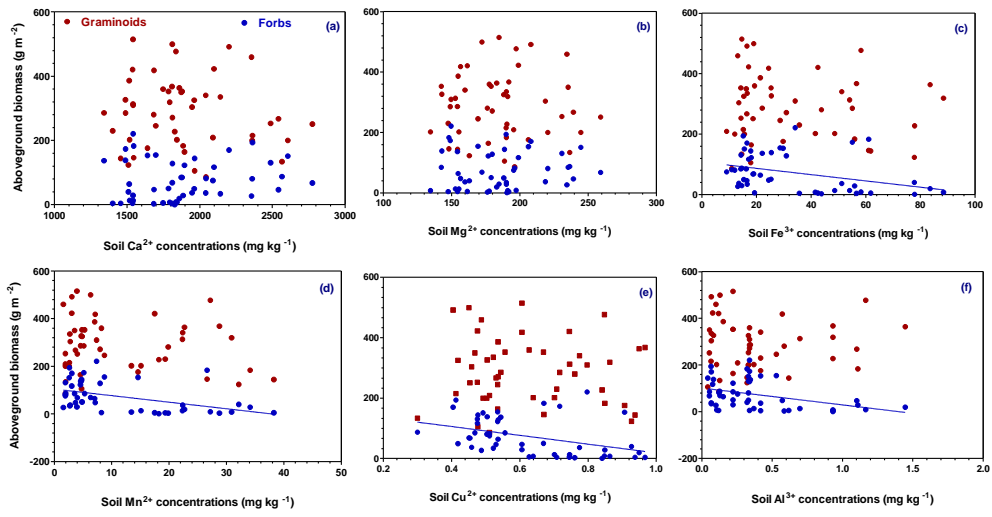 Aboveground biomass (g m⁻²)
Graminoids
Forbs
(a)
600
400
200
0
1000 1500 2000 2500 3000
Soil Ca²⁺ concentrations (mg kg⁻¹)
(b)
600
400
200
0
100 150 200 250 300
Soil Mg²⁺ concentrations (mg kg⁻¹)
(c)
600
400
200
0
0 20 40 60 80 100
Soil Fe³⁺ concentrations (mg kg⁻¹)
Aboveground biomass (g m⁻²)
(d)
600
400
200
0
-200
0 10 20 30 40 50
Soil Mn²⁺ concentrations (mg kg⁻¹)
(e)
600
400
200
0
0.2 0.4 0.6 0.8 1.0
Soil Cu²⁺ concentrations (mg kg⁻¹)
(f)
600
400
200
0
-200
0.0 0.5 1.0 1.5 2.0
Soil Al³⁺ concentrations (mg kg⁻¹)